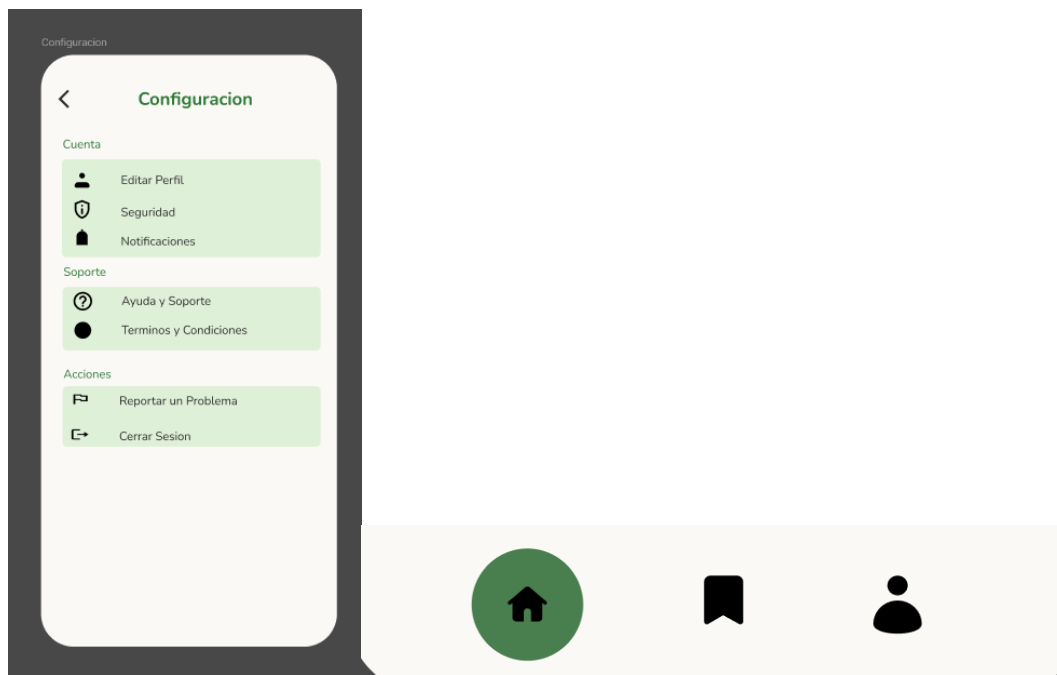 Configuracion
Configuracion
Cuenta
Editar Perfil
Seguridad
Notificaciones
Soporte
Ayuda y Soporte
Terminos y Condiciones
Acciones
Reportar un Problema
Cerrar Sesion